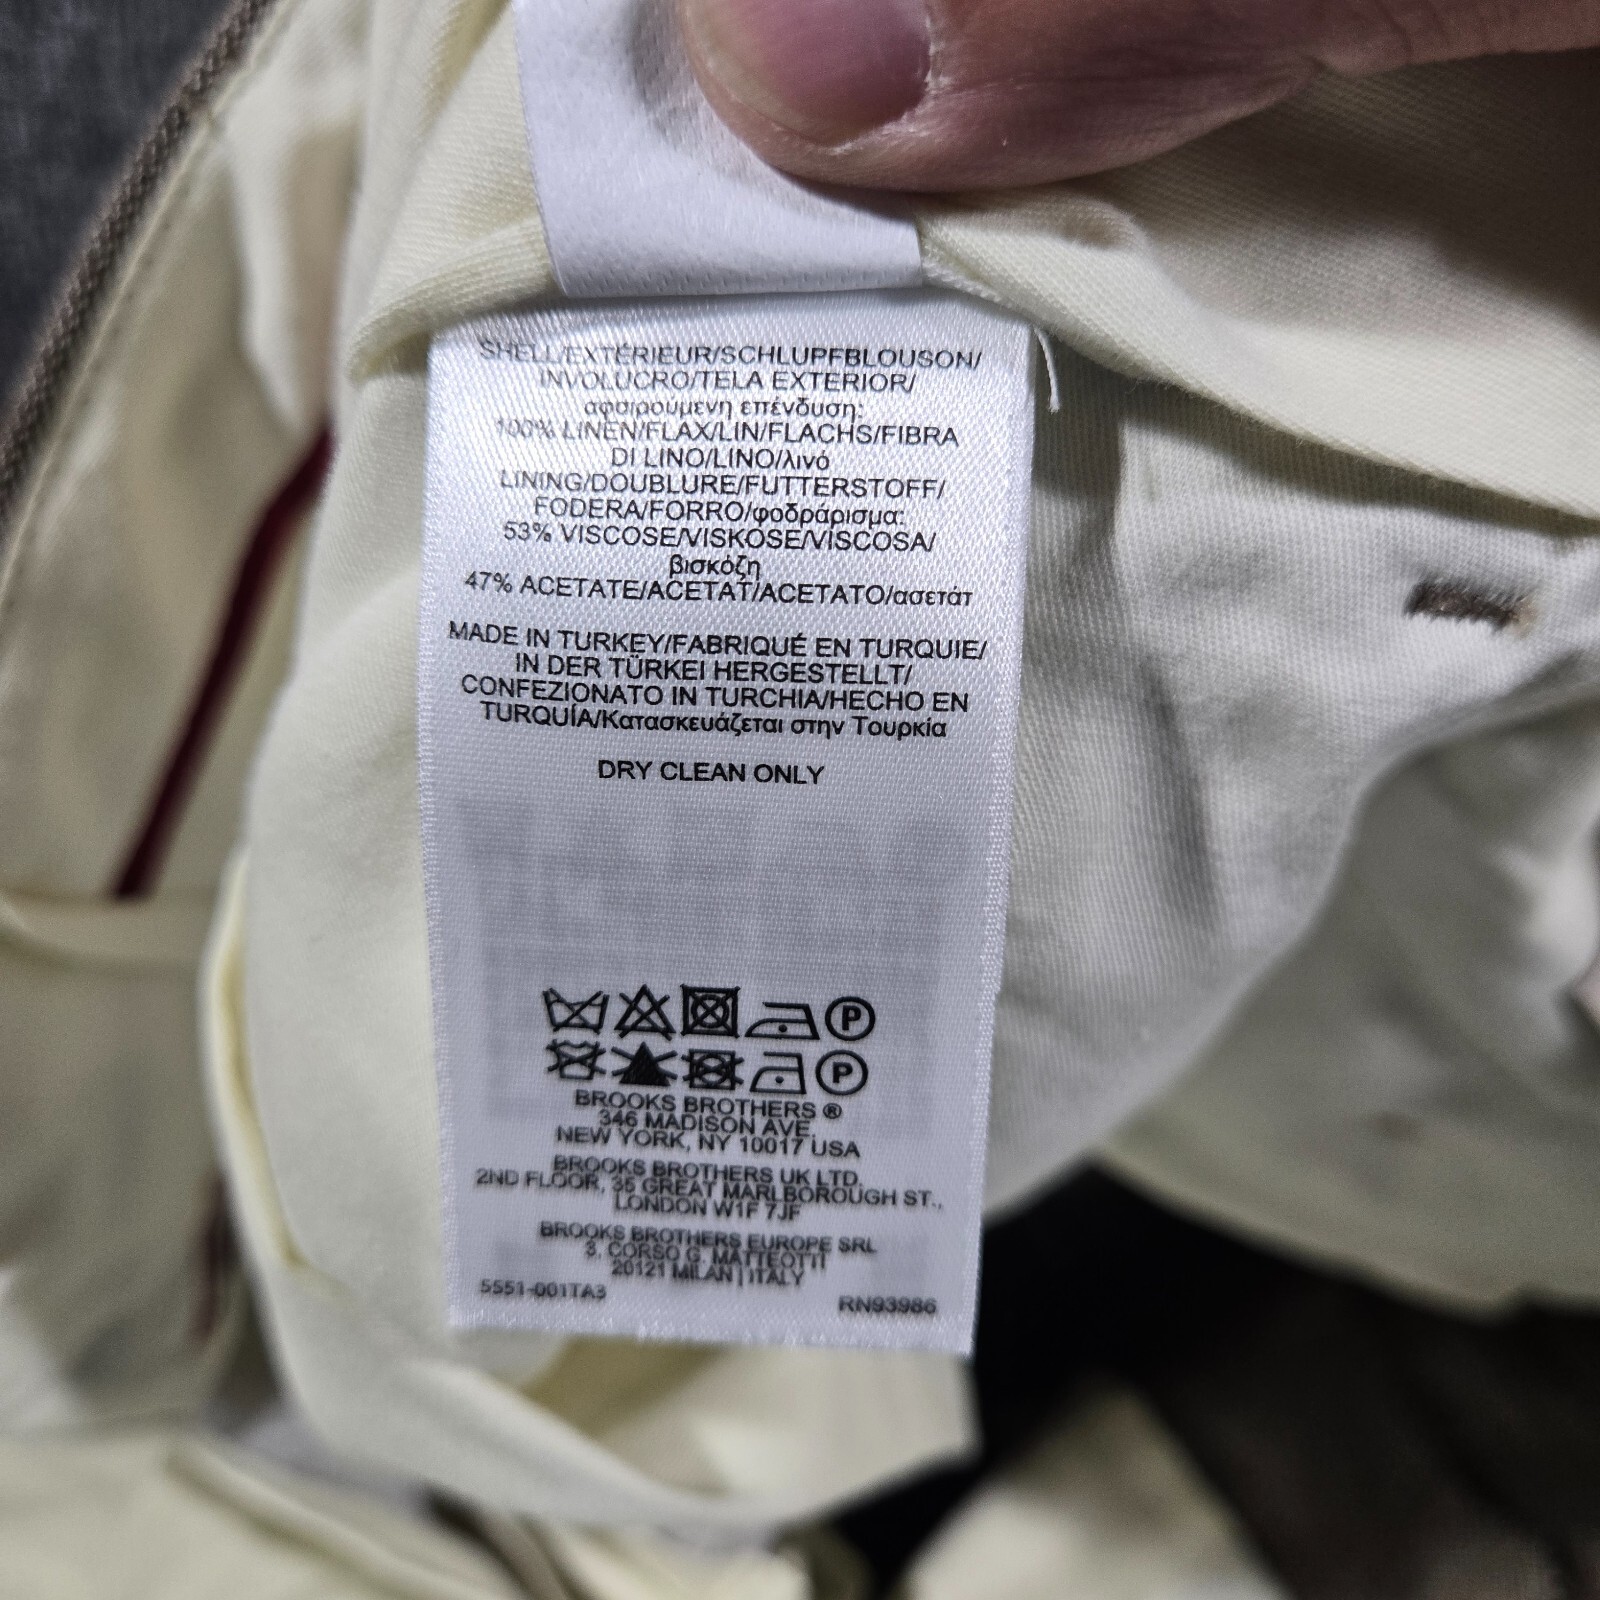 SHELL/EXTÉRIEUR/SCHLUPFBLOUSON/
INVOLUCRO/TELA EXTERIOR/
αφαιρούμενη επένδυση:
100% LINEN/FLAX/LIN/FLACHS/FIBRA
DI LINO/LINO/λινό
LINING/DOUBLURE/FUTTERSTOFF/
FODERA/FORRO/φοδράρισμα:
53% VISCOSE/VISKOSE/VISCOSA/
βισκόζη
47% ACETATE/ACETAT/ACETATO/ασετάτ
MADE IN TURKEY/FABRIQUÉ EN TURQUIE/
IN DER TÜRKEI HERGESTELLT/
CONFEZIONATO IN TURCHIA/HECHO EN
TURQUÍA/Κατασκευάζεται στην Τουρκία
DRY CLEAN ONLY
P
P
BROOKS BROTHERS ®
346 MADISON AVE.
NEW YORK, NY 10017 USA
BROOKS BROTHERS UK LTD.
2ND FLOOR, 35 GREAT MARLBOROUGH ST.,
LONDON W1F 7JF
BROOKS BROTHERS EUROPE SRL
3, CORSO G. MATTEOTTI
20121 MILAN | ITALY
5551-001TA3
RN93986